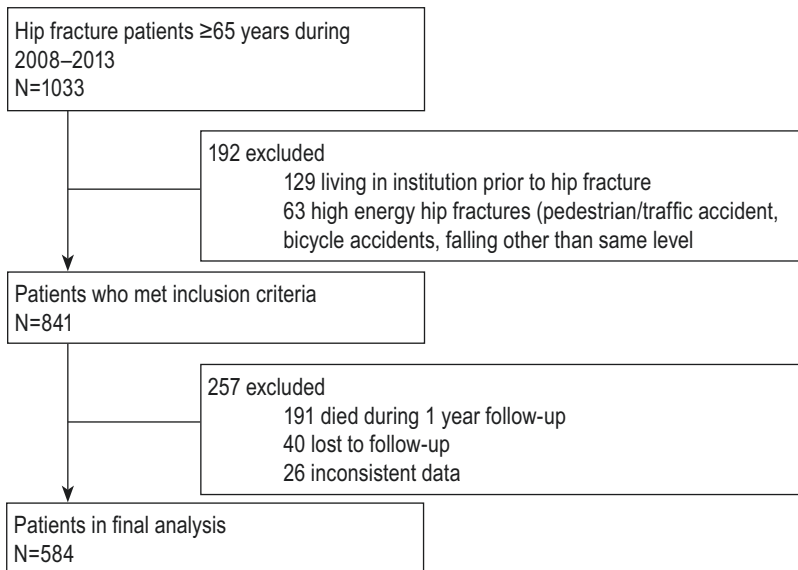 Hip fracture patients ≥65 years during
2008–2013
N=1033
192 excluded
129 living in institution prior to hip fracture
63 high energy hip fractures (pedestrian/traffic accident,
bicycle accidents, falling other than same level
Patients who met inclusion criteria
N=841
257 excluded
191 died during 1 year follow-up
40 lost to follow-up
26 inconsistent data
Patients in final analysis
N=584